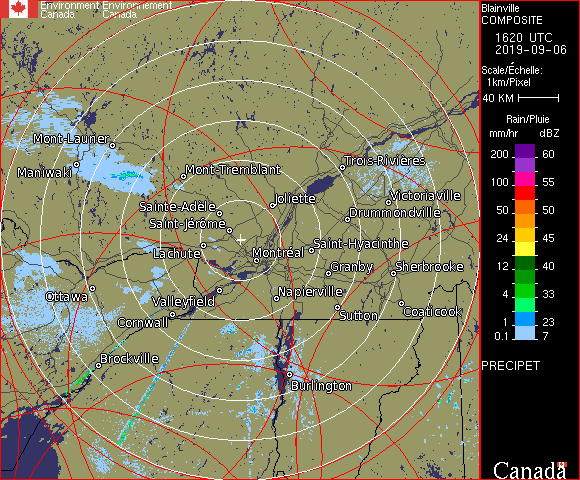 Environment Environnement
Canada Canada
Blainville
COMPOSITE
1620 UTC
2019-09-06
Scale/Échelle:
1km/Pixel
40 KM
Rain/Pluie
mm/hr dBZ
200 60
150 57
100 55
50 50
24 45
12 40
4 33
1 23
0.1 7
PRECIPET
Canada
Mont-Laurier
Maniwaki
Mont-Tremblant
Trois-Rivières
Joliette
Victoriaville
Sainte-Adèle
Drummondville
Saint-Jérôme
Lachute
Montréal
Saint-Hyacinthe
Granby
Sherbrooke
Ottawa
Valleyfield
Napierville
Cornwall
Sutton
Coaticook
Brockville
Burlington